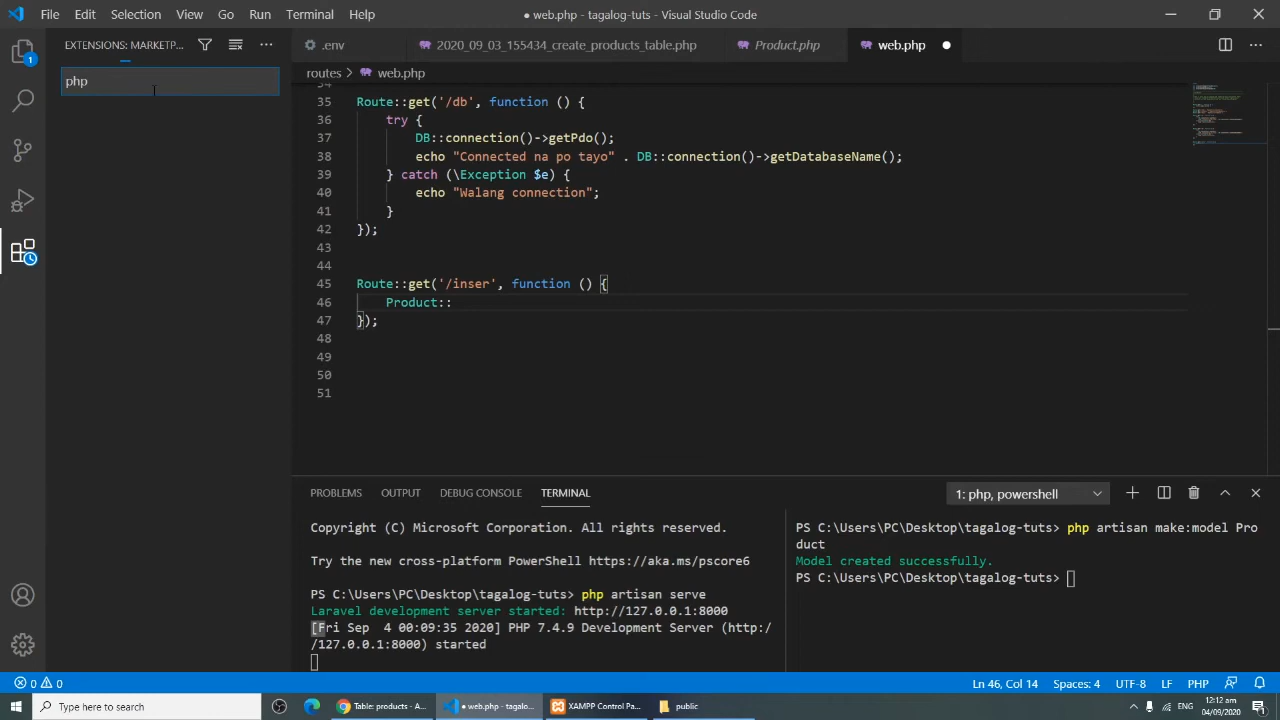 File Edit Selection View Go Run Terminal Help
web.php - tagalog-tuts - Visual Studio Code
EXTENSIONS: MARKETP...
.env
2020_09_03_155434_create_products_table.php
Product.php
web.php
php
routes > web.php
34
35 Route::get('/db', function () {
36 try {
37 DB::connection()->getPdo();
38 echo "Connected na po tayo" . DB::connection()->getDatabaseName();
39 } catch (\Exception $e) {
40 echo "Walang connection";
41 }
42 });
43
44
45 Route::get('/inser', function () {
46 Product::
47 });
48
49
50
51
PROBLEMS OUTPUT DEBUG CONSOLE TERMINAL
1: php, powershell
Copyright (C) Microsoft Corporation. All rights reserved.
Try the new cross-platform PowerShell https://aka.ms/pscore6
PS C:\Users\PC\Desktop\tagalog-tuts> php artisan serve
Laravel development server started: http://127.0.0.1:8000
[Fri Sep  4 00:09:35 2020] PHP 7.4.9 Development Server (http:/
/127.0.0.1:8000) started
PS C:\Users\PC\Desktop\tagalog-tuts> php artisan make:model Pro
duct
Model created successfully.
PS C:\Users\PC\Desktop\tagalog-tuts>
0 0
Ln 46, Col 14 Spaces: 4 UTF-8 LF PHP
Type here to search
Table: products - A...
web.php - tagalog-...
XAMPP Control Pa...
public
ENG
12:12 am
04/09/2020